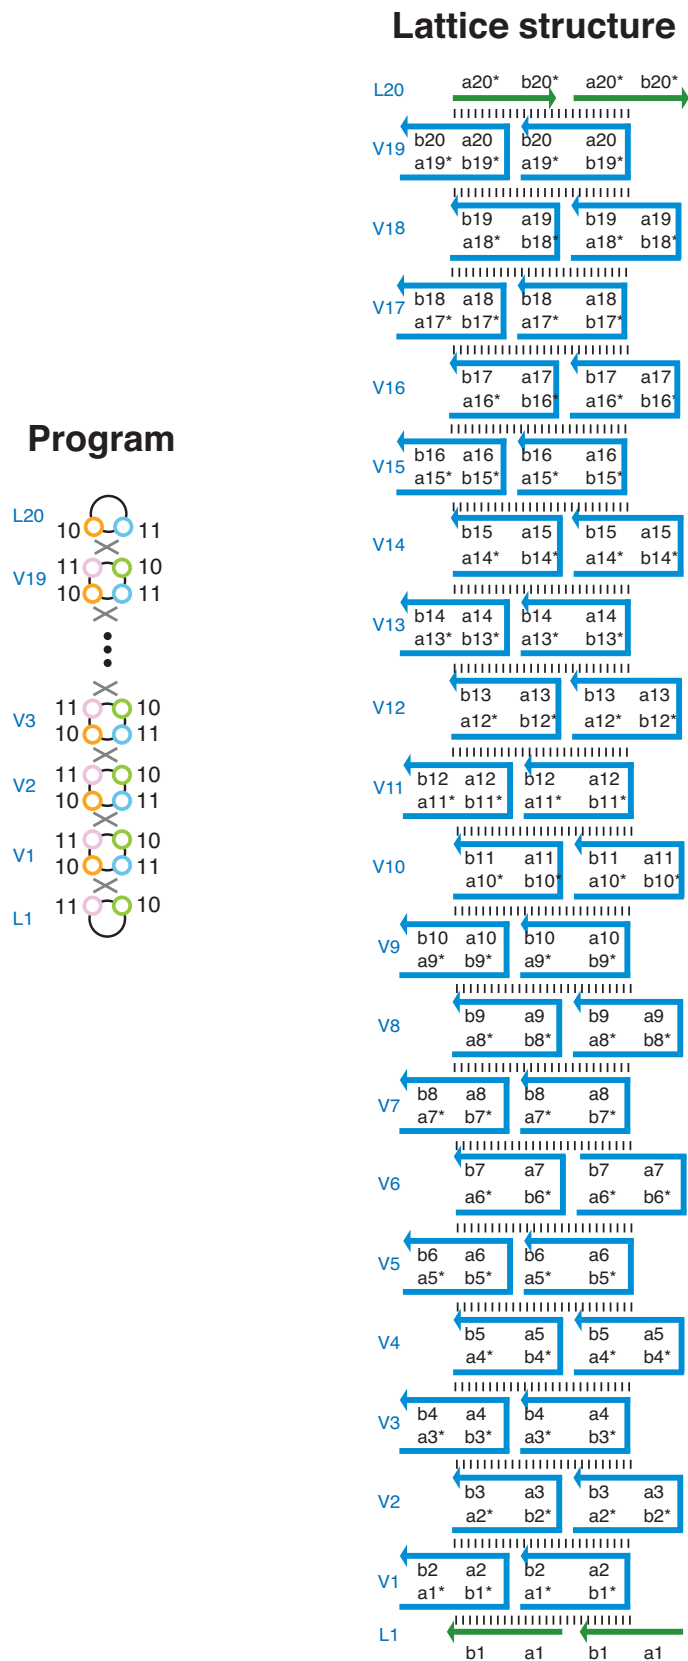 Lattice structure
L20
a20* b20* a20* b20*
V19
b20 a20 b20 a20
a19* b19* a19* b19*
V18
b19 a19 b19 a19
a18* b18* a18* b18*
V17
b18 a18 b18 a18
a17* b17* a17* b17*
V16
b17 a17 b17 a17
a16* b16* a16* b16*
V15
b16 a16 b16 a16
a15* b15* a15* b15*
V14
b15 a15 b15 a15
a14* b14* a14* b14*
V13
b14 a14 b14 a14
a13* b13* a13* b13*
V12
b13 a13 b13 a13
a12* b12* a12* b12*
V11
b12 a12 b12 a12
a11* b11* a11* b11*
V10
b11 a11 b11 a11
a10* b10* a10* b10*
V9
b10 a10 b10 a10
a9* b9* a9* b9*
V8
b9 a9 b9 a9
a8* b8* a8* b8*
V7
b8 a8 b8 a8
a7* b7* a7* b7*
V6
b7 a7 b7 a7
a6* b6* a6* b6*
V5
b6 a6 b6 a6
a5* b5* a5* b5*
V4
b5 a5 b5 a5
a4* b4* a4* b4*
V3
b4 a4 b4 a4
a3* b3* a3* b3*
V2
b3 a3 b3 a3
a2* b2* a2* b2*
V1
b2 a2 b2 a2
a1* b1* a1* b1*
L1
b1 a1 b1 a1
Program
L20
10 11
V19
11 10
10 11
V3
11 10
10 11
V2
11 10
10 11
V1
11 10
10 11
L1
11 10